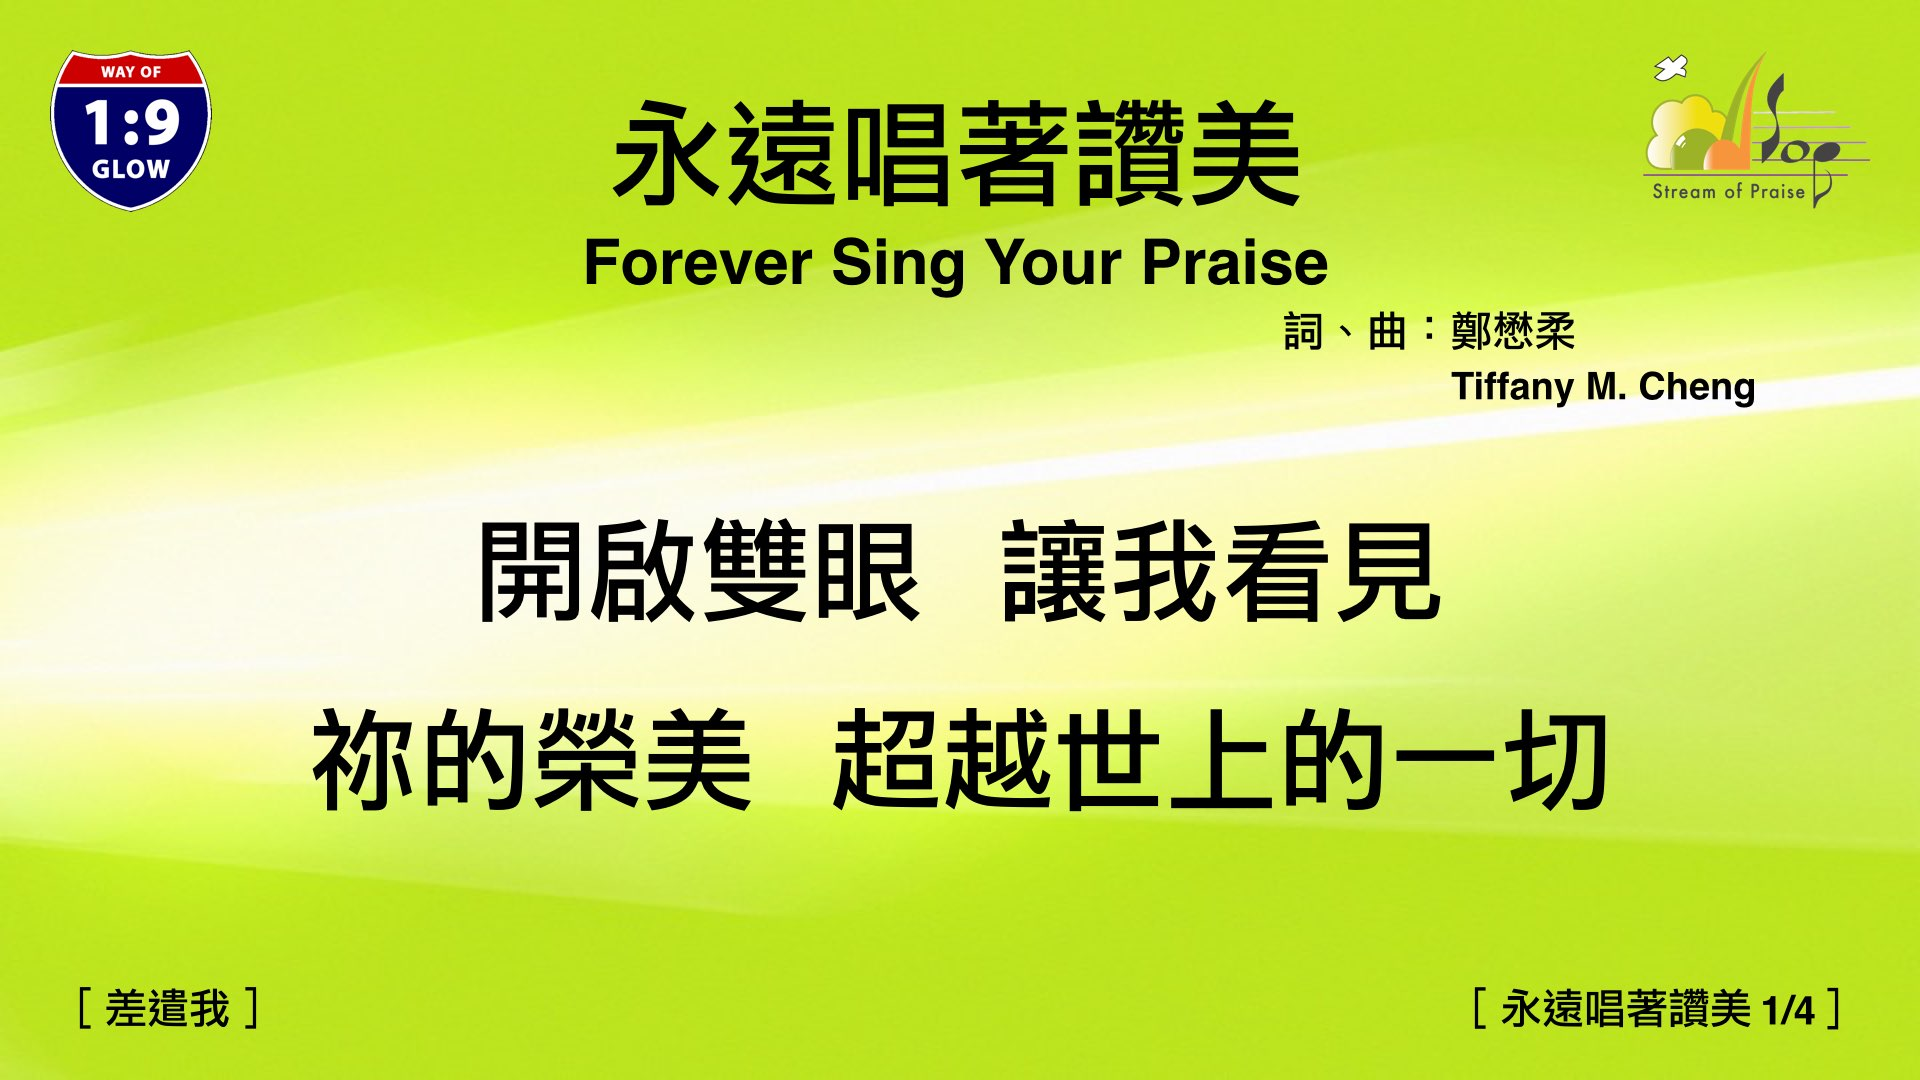 WAY OF
1:9
GLOW
永遠唱著讚美
Sop
Stream of Praise
Forever Sing Your Praise
詞、曲：鄭懋柔
Tiffany M. Cheng
開啟雙眼 讓我看見
祢的榮美 超越世上的一切
[ 差遣我 ]
[ 永遠唱著讚美 1/4 ]